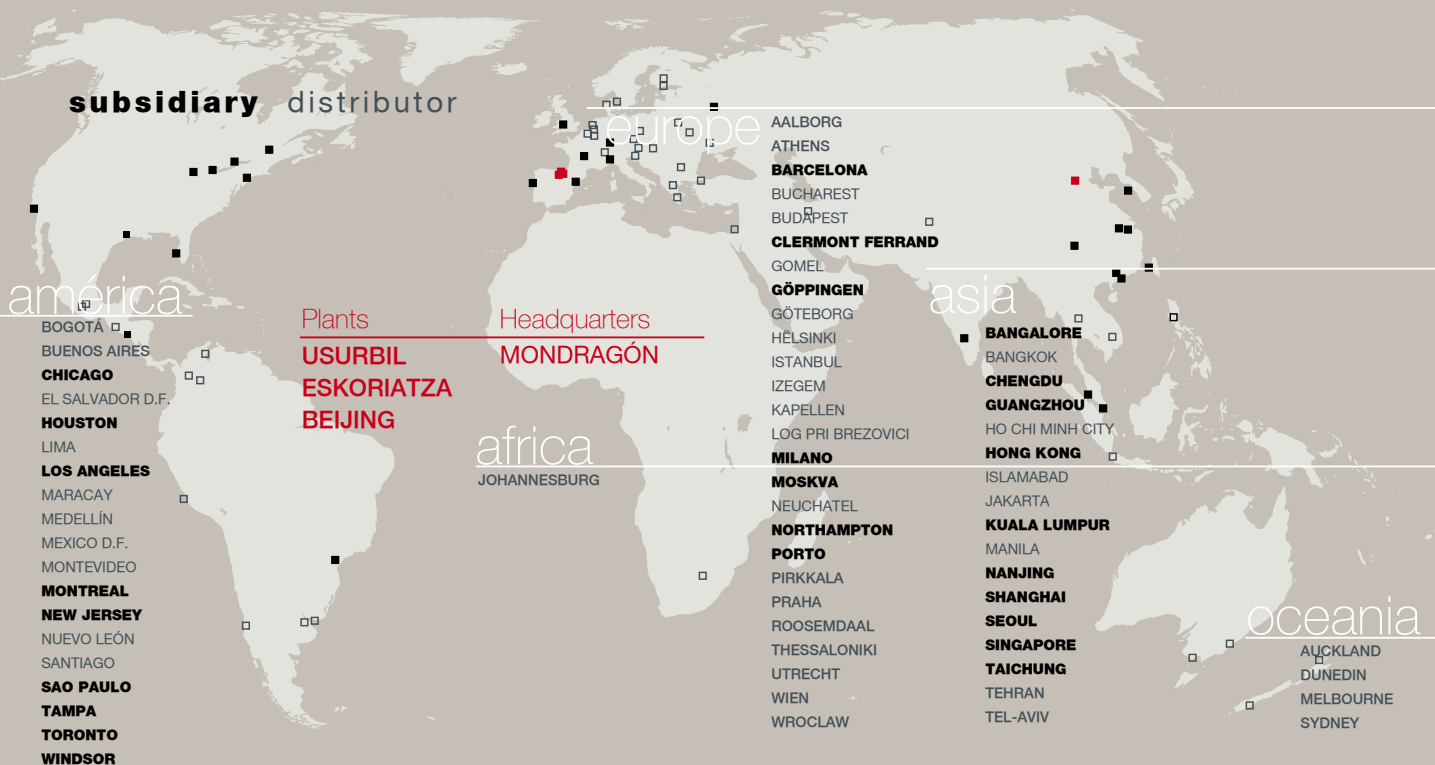 subsidiary distributor
américa
BOGOTÁ
BUENOS AIRES
CHICAGO
EL SALVADOR D.F.
HOUSTON
LIMA
LOS ANGELES
MARACAY
MEDELLÍN
MEXICO D.F.
MONTEVIDEO
MONTREAL
NEW JERSEY
NUEVO LEÓN
SANTIAGO
SAO PAULO
TAMPA
TORONTO
WINDSOR
Plants
USURBIL
ESKORIATZA
BEIJING
Headquarters
MONDRAGÓN
africa
JOHANNESBURG
europe
AALBORG
ATHENS
BARCELONA
BUCHAREST
BUDAPEST
CLERMONT FERRAND
GOMEL
GÖPPINGEN
GÖTEBORG
HËLSINKI
ISTANBUL
IZEGEM
KAPELLEN
LOG PRI BREZOVICI
MILANO
MOSKVA
NEUCHATEL
NORTHAMPTON
PORTO
PIRKKALA
PRAHA
ROOSEMDAAL
THESSALONIKI
UTRECHT
WIEN
WROCLAW
asia
BANGALORE
BANGKOK
CHENGDU
GUANGZHOU
HO CHI MINH CITY
HONG KONG
ISLAMABAD
JAKARTA
KUALA LUMPUR
MANILA
NANJING
SHANGHAI
SEOUL
SINGAPORE
TAICHUNG
TEHRAN
TEL-AVIV
oceania
AUCKLAND
DUNEDIN
MELBOURNE
SYDNEY